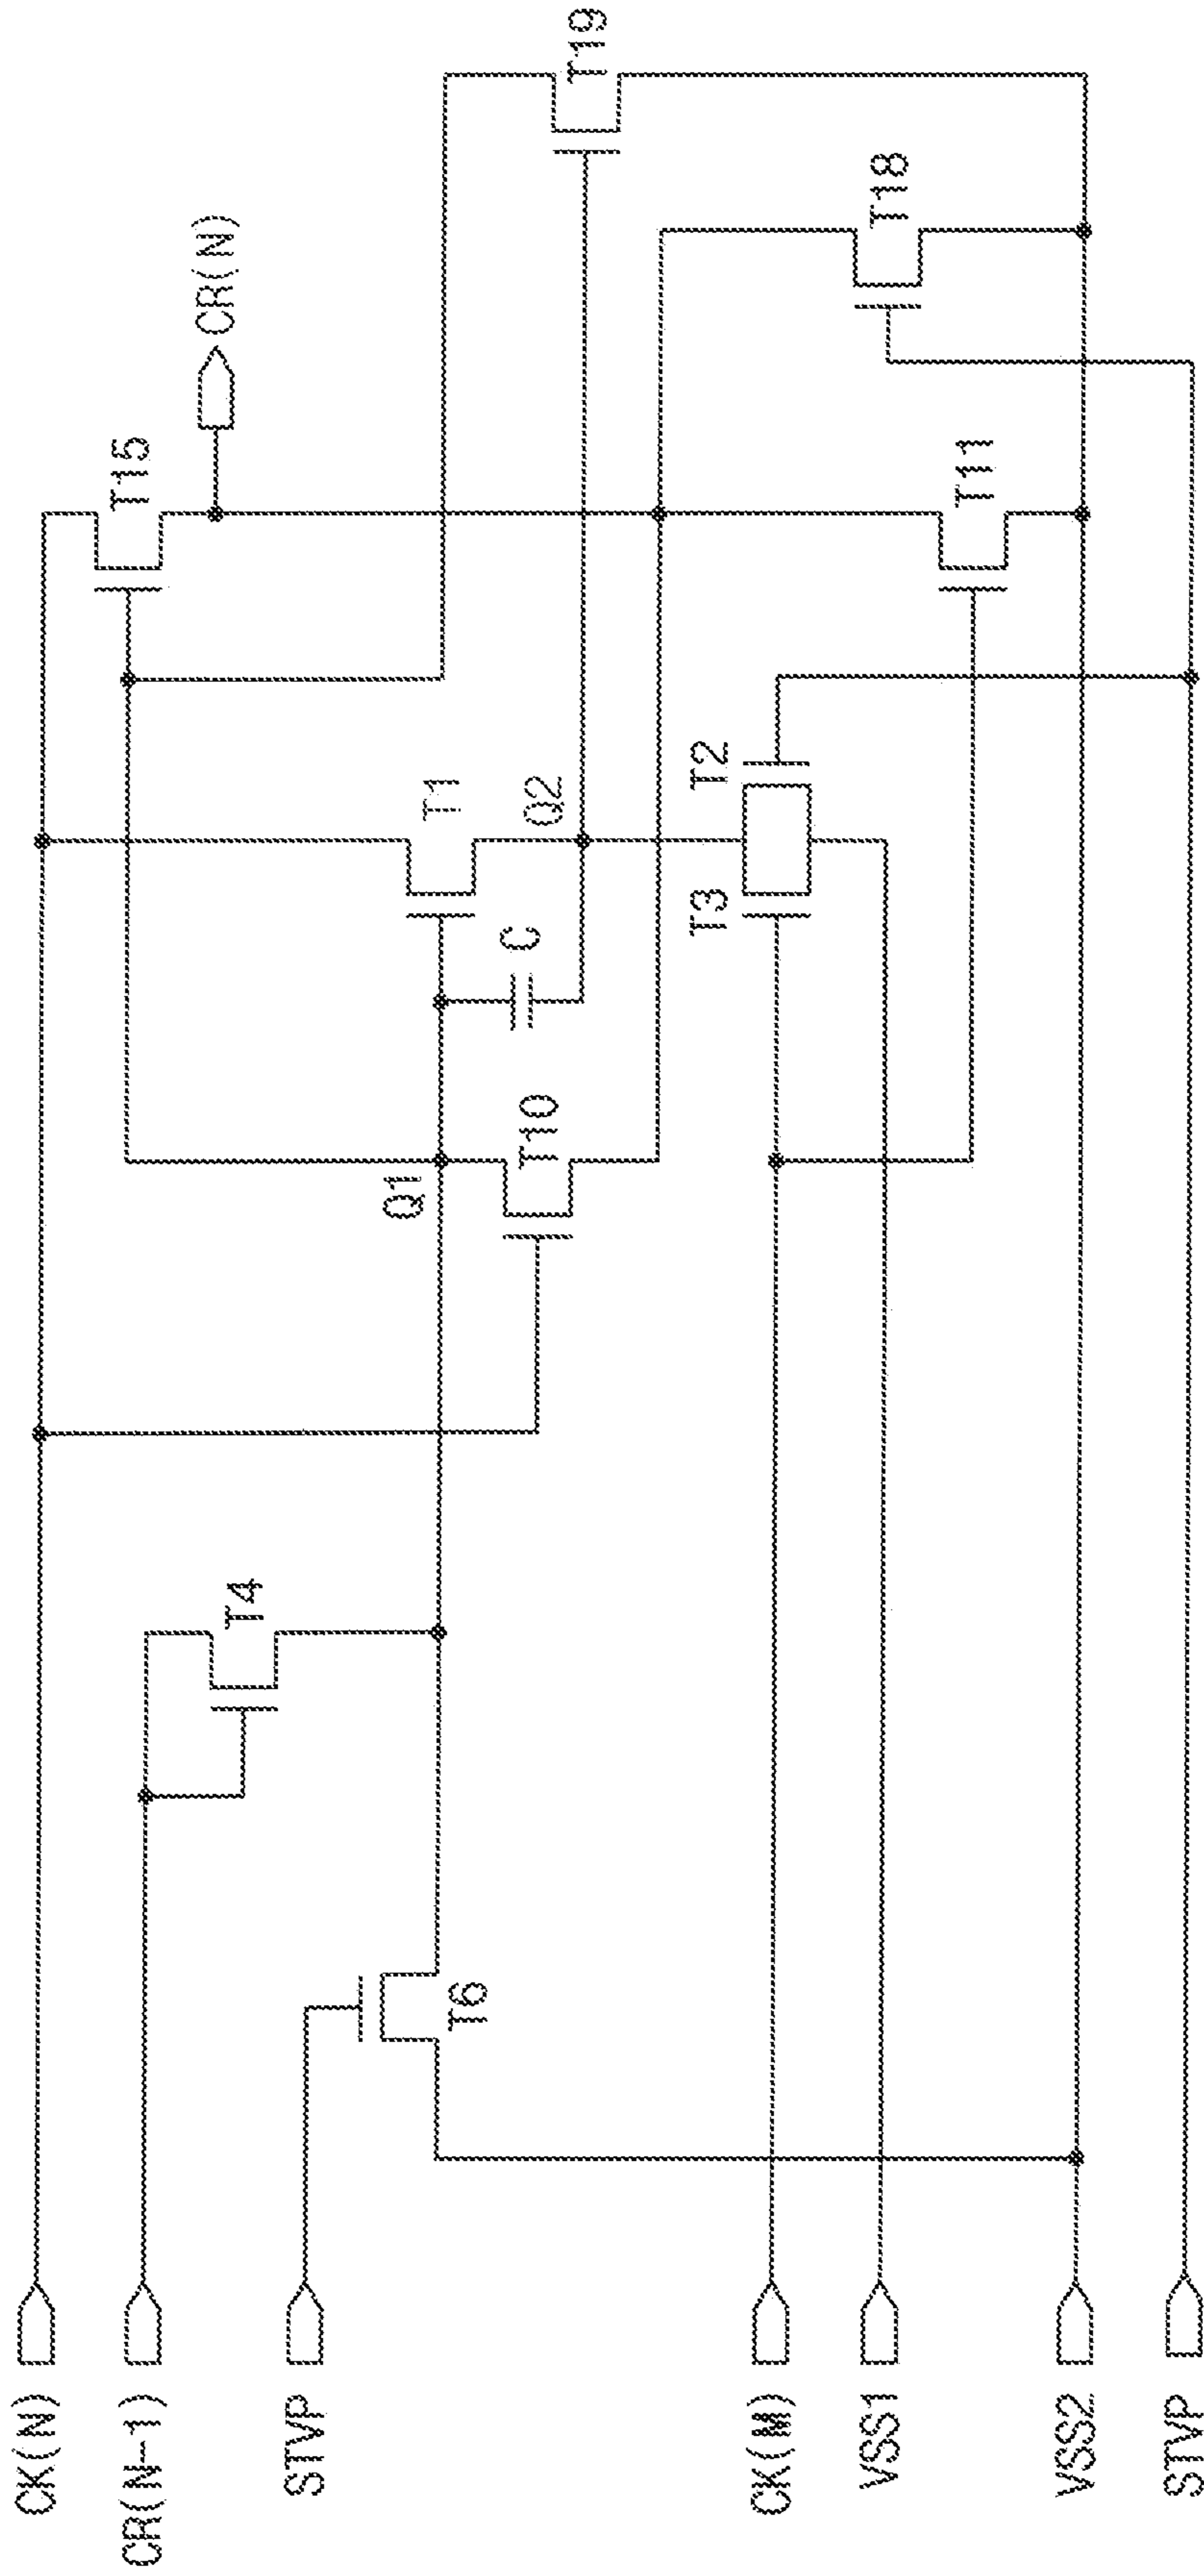 CK(N)
CR(N-1)
STVP
CK(M)
VSS1
VSS2
STVP
T6
T4
Q1
T10
C
T1
Q2
T3
T2
T15
CR(N)
T11
T18
T19